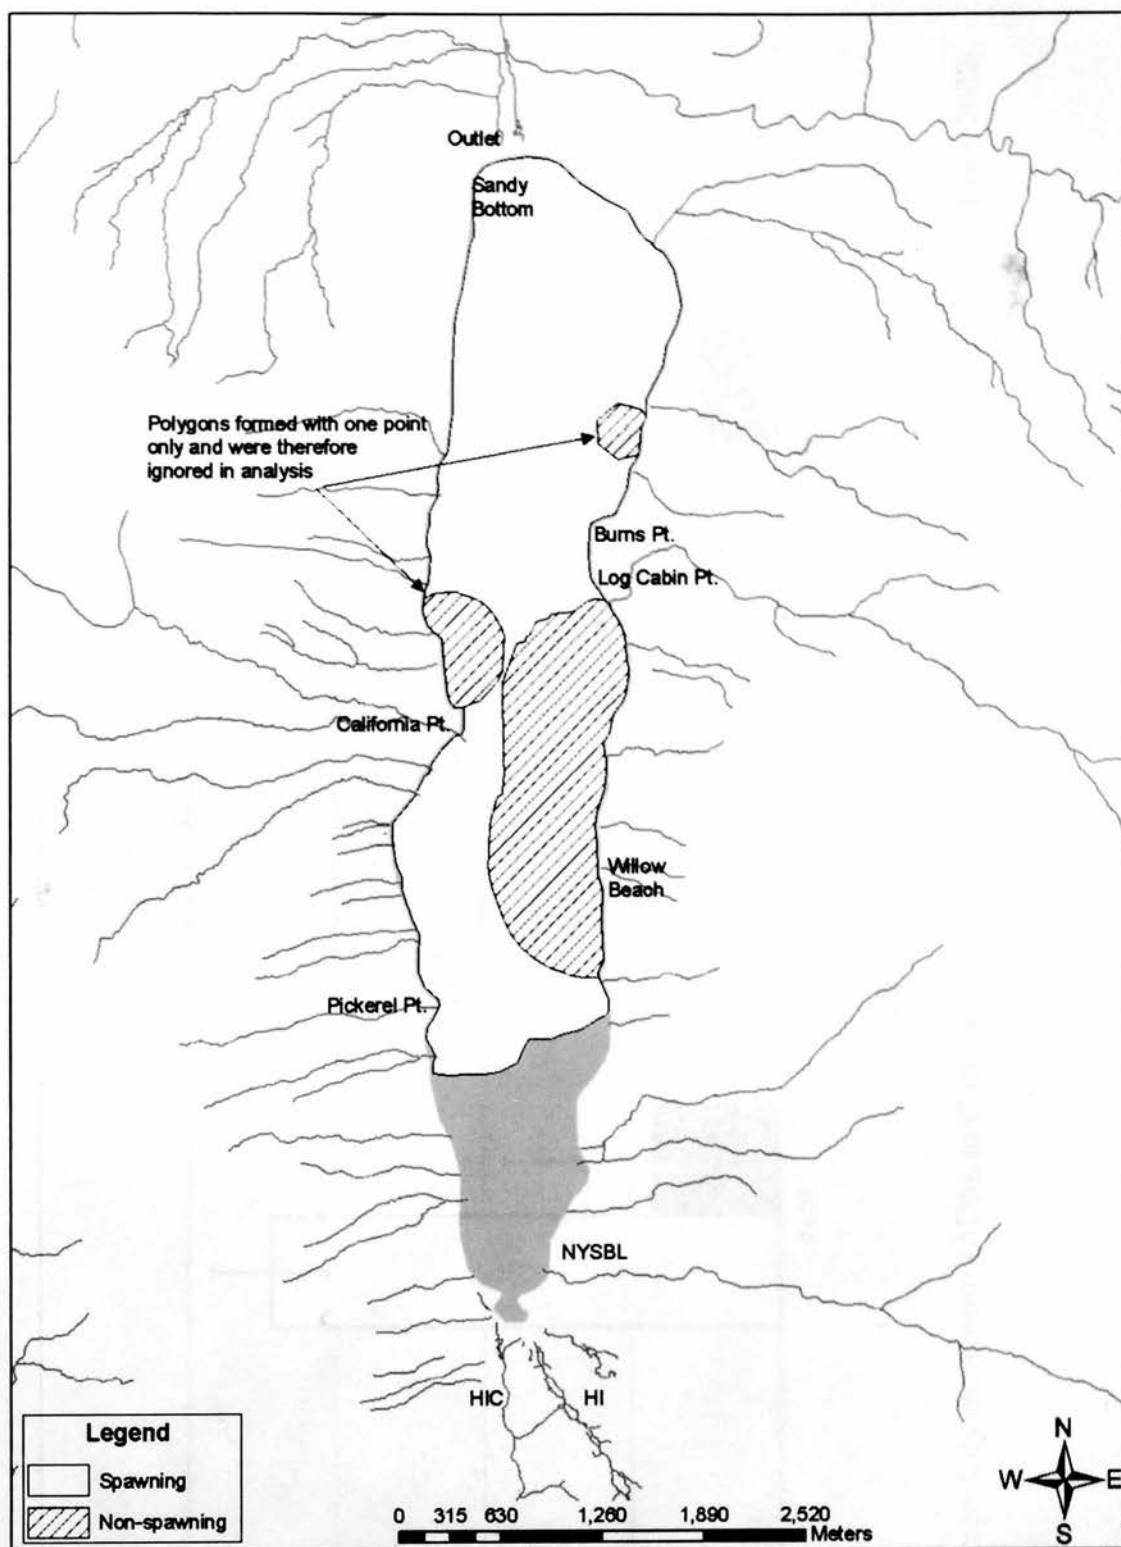 Outlet
Sandy
Bottom
Polygons formed with one point
only and were therefore
ignored in analysis
Burns Pt.
Log Cabin Pt.
California Pt.
Willow
Beach
Pickerel Pt.
NYSBL
HIC
HI
Legend
Spawning
Non-spawning
N
W
E
S
0 315 630 1,260 1,890 2,520
Meters